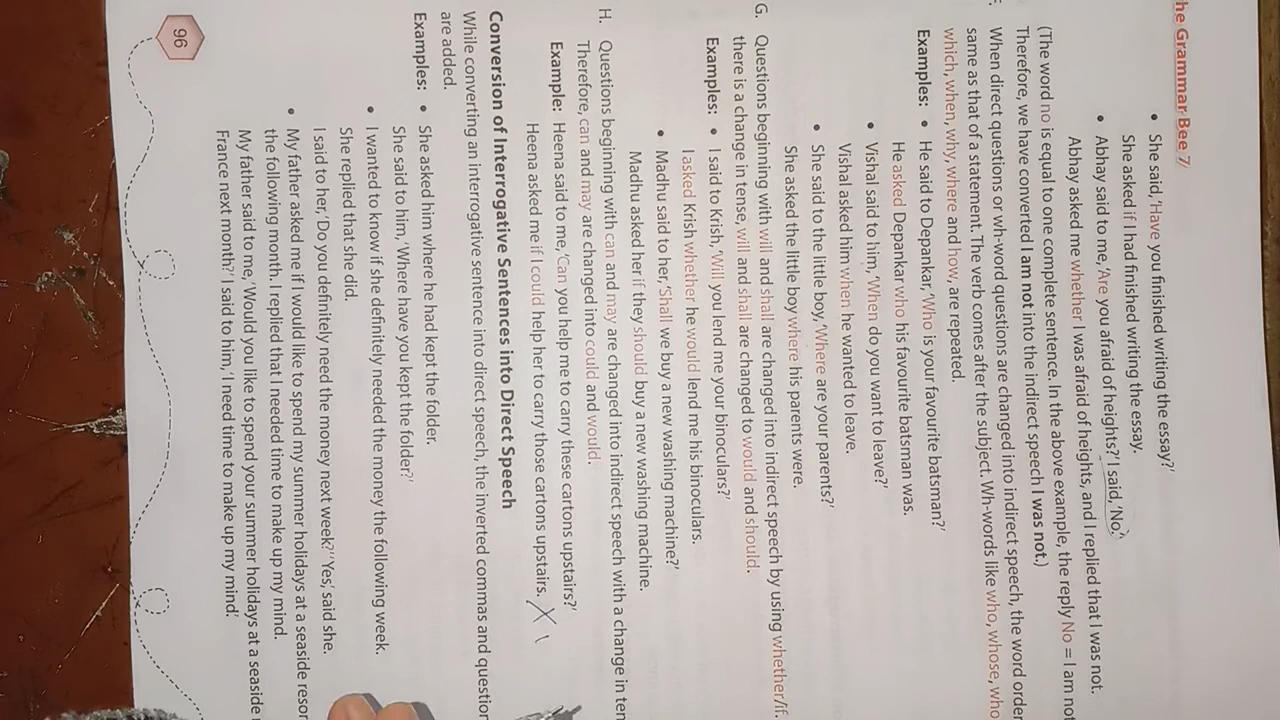 he Grammar Bee 7
• She said, 'Have you finished writing the essay?'
She asked if I had finished writing the essay.
• Abhay said to me, 'Are you afraid of heights?' I said, 'No'.
Abhay asked me whether I was afraid of heights, and I replied that I was not.
(The word no is equal to one complete sentence. In the above example, the reply No = I am not
Therefore, we have converted I am not into the indirect speech I was not.)
When direct questions or wh-word questions are changed into indirect speech, the word order
same as that of a statement. The verb comes after the subject. Wh-words like who, whose, who
which, when, why, where and how, are repeated.
Examples: • He said to Depankar, 'Who is your favourite batsman?'
He asked Depankar who his favourite batsman was.
• Vishal said to him, 'When do you want to leave?'
Vishal asked him when he wanted to leave.
• She said to the little boy, 'Where are your parents?'
She asked the little boy where his parents were.
G. Questions beginning with will and shall are changed into indirect speech by using whether/if.
there is a change in tense, will and shall are changed to would and should.
Examples: • I said to Krish, 'Will you lend me your binoculars?'
I asked Krish whether he would lend me his binoculars.
• Madhu said to her, 'Shall we buy a new washing machine?'
Madhu asked her if they should buy a new washing machine.
H. Questions beginning with can and may are changed into indirect speech with a change in ten
Therefore, can and may are changed into could and would.
Example: Heena said to me, 'Can you help me to carry these cartons upstairs?'
Heena asked me if I could help her to carry those cartons upstairs.
Conversion of Interrogative Sentences into Direct Speech
While converting an interrogative sentence into direct speech, the inverted commas and question
are added.
Examples: • She asked him where he had kept the folder.
She said to him, 'Where have you kept the folder?'
• I wanted to know if she definitely needed the money the following week.
She replied that she did.
I said to her, 'Do you definitely need the money next week?' 'Yes,' said she.
• My father asked me if I would like to spend my summer holidays at a seaside resor
the following month. I replied that I needed time to make up my mind.
My father said to me, 'Would you like to spend your summer holidays at a seaside
France next month?' I said to him, 'I need time to make up my mind.'
96